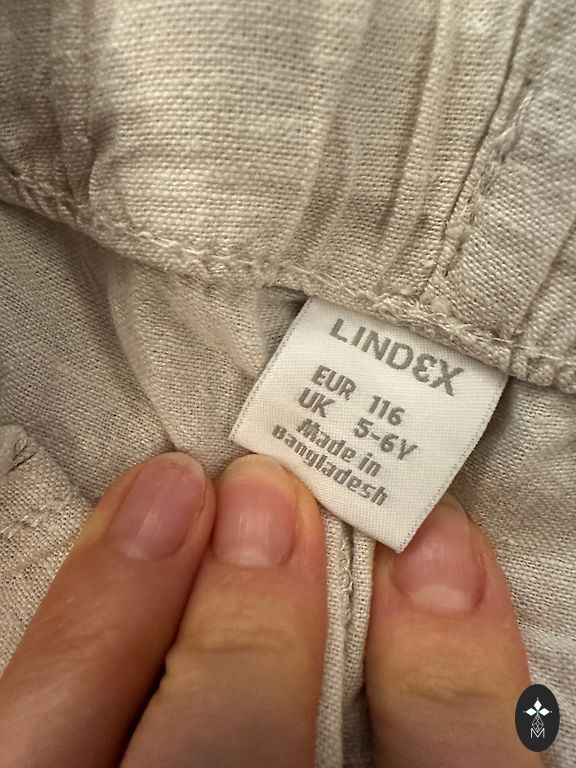 LINDEX
EUR 116
UK 5-6Y
Made in
Bangladesh
M